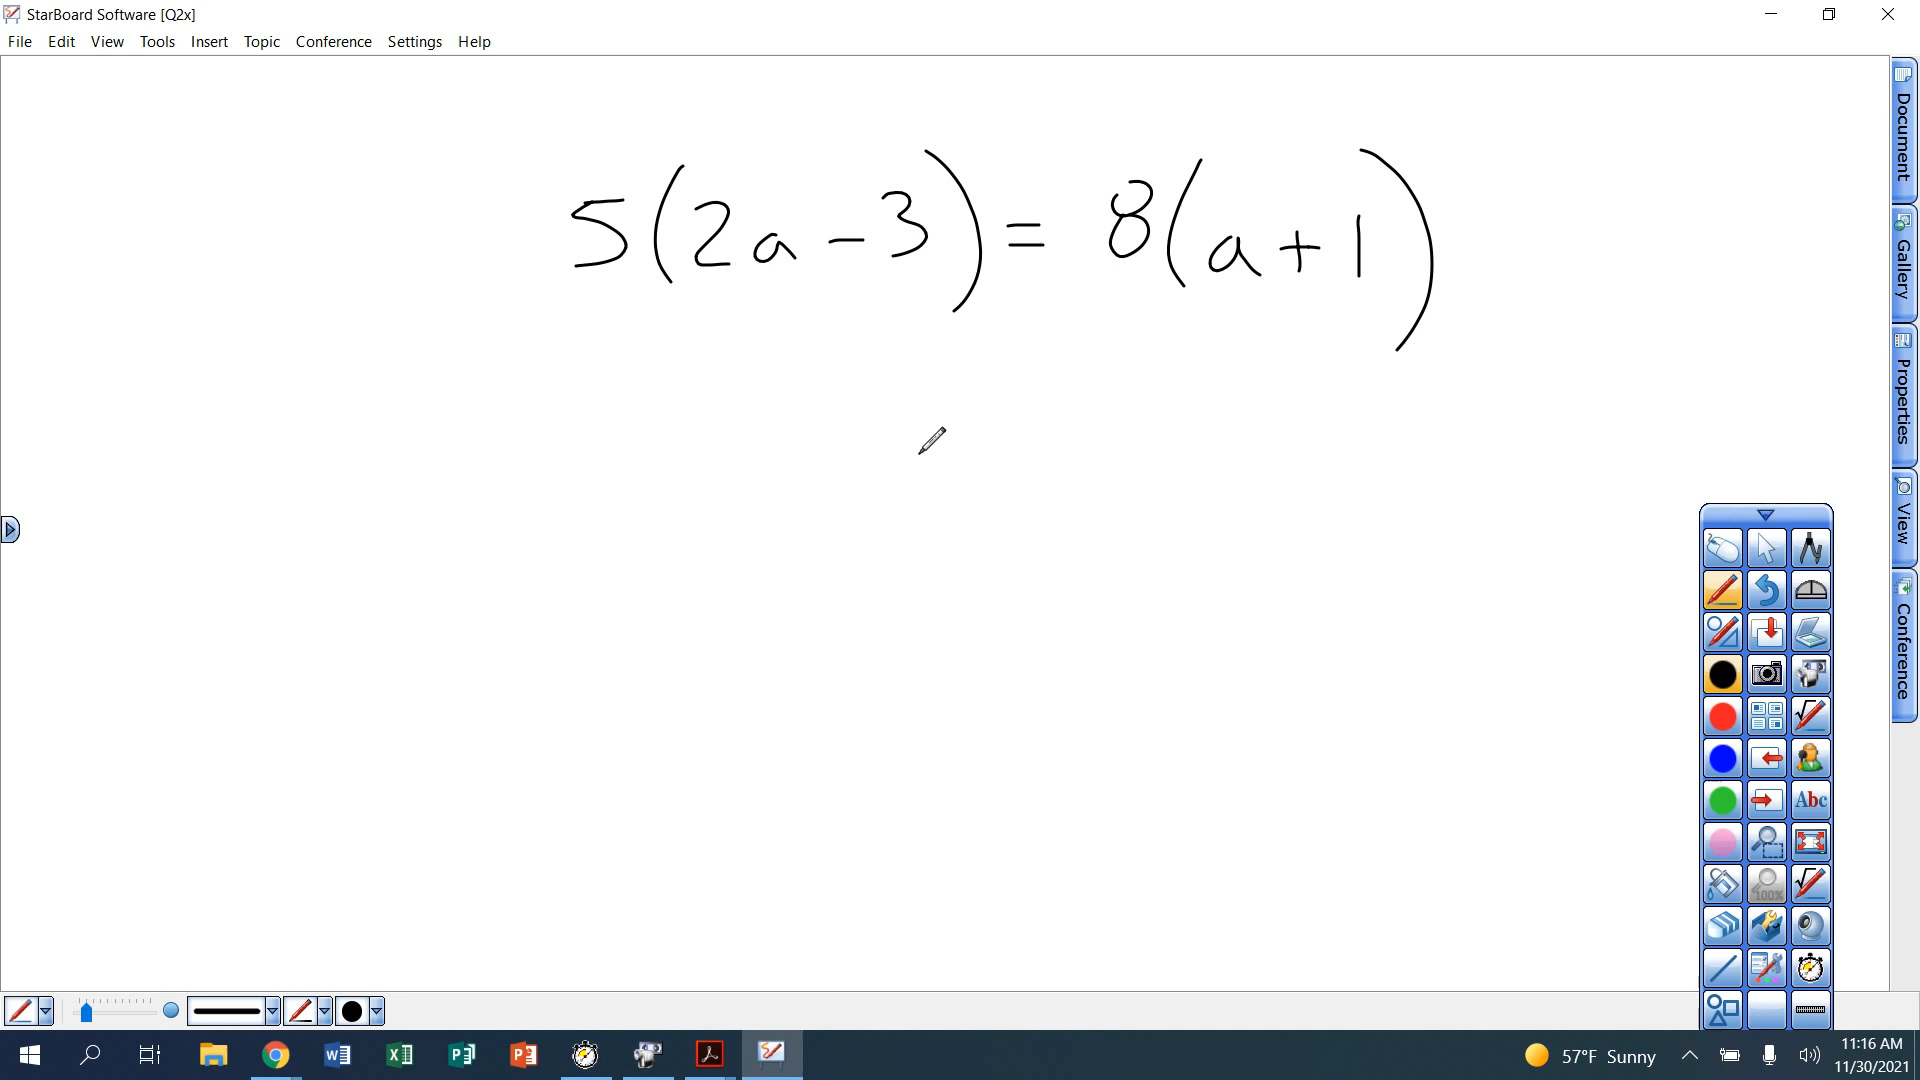 StarBoard Software [Q2x]
File Edit View Tools Insert Topic Conference Settings Help
5(2a-3) = 8(a+1)
Document
Gallery
Properties
View
Conference
Abc
100%
57°F Sunny
11:16 AM
11/30/2021